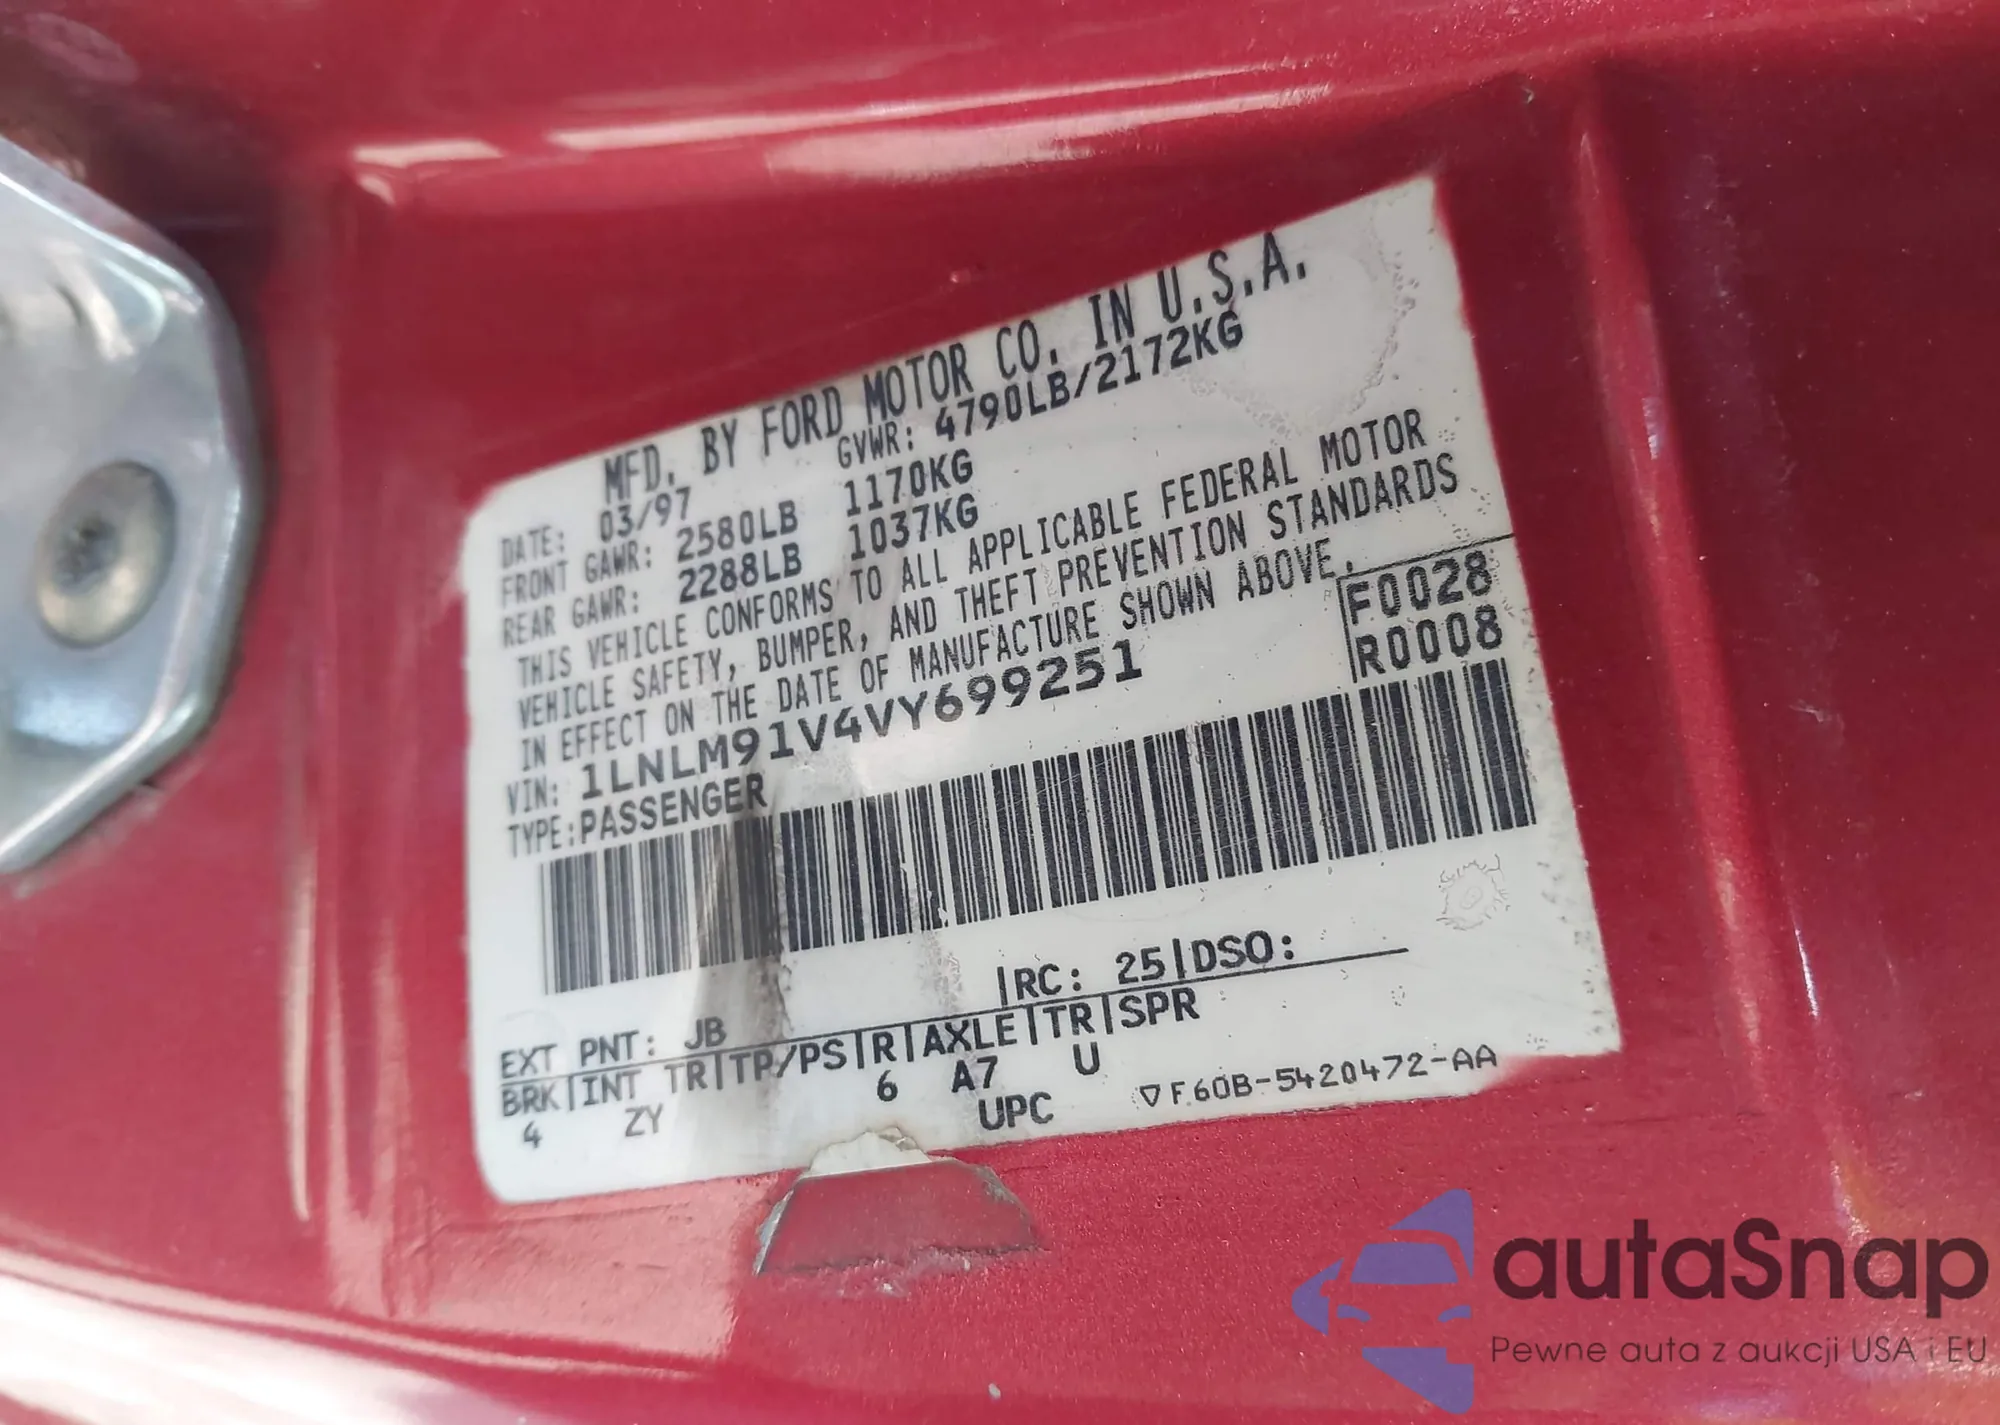 MFD. BY FORD MOTOR CO. IN U.S.A.
DATE: 03/97 GVWR: 4790LB/2172KG
FRONT GAWR: 2580LB 1170KG
REAR GAWR: 2288LB 1037KG
THIS VEHICLE CONFORMS TO ALL APPLICABLE FEDERAL MOTOR
VEHICLE SAFETY, BUMPER, AND THEFT PREVENTION STANDARDS
IN EFFECT ON THE DATE OF MANUFACTURE SHOWN ABOVE.
VIN: 1LNLM91V4VY699251 F0028
TYPE: PASSENGER R0008
EXT PNT: JB RC: 25 DSO:
BRK INT TR TP/PS R AXLE TR SPR
4 ZY 6 A7 U
UPC ▽F60B-5420472-AA
autaSnap
Pewne auta z aukcji USA i EU